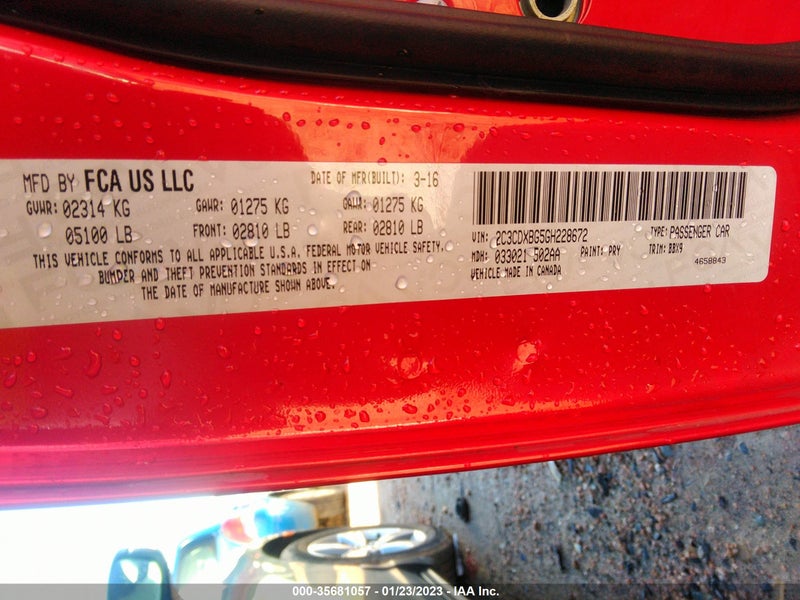 MFD BY FCA US LLC DATE OF MFR(BUILT): 3-16
GVWR: 02314 KG GAWR: 01275 KG GAWR: 01275 KG
05100 LB FRONT: 02810 LB REAR: 02810 LB
THIS VEHICLE CONFORMS TO ALL APPLICABLE U.S.A. FEDERAL MOTOR VEHICLE SAFETY,
BUMPER AND THEFT PREVENTION STANDARDS IN EFFECT ON
THE DATE OF MANUFACTURE SHOWN ABOVE.
VIN: 2C3CDXBG5GH228672 TYPE: PASSENGER CAR
MDH: 033021 502AA PAINT: PRY TRIM: BBX9
VEHICLE MADE IN CANADA 4658843
000-35681057 - 01/23/2023 - IAA Inc.